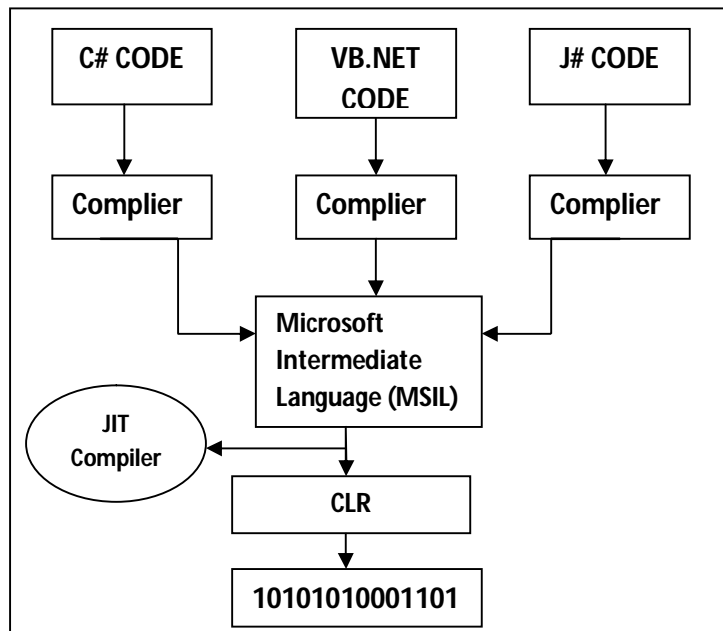 C# CODE
VB.NET
CODE
J# CODE
Complier
Complier
Complier
Microsoft
Intermediate
Language (MSIL)
JIT
Compiler
CLR
10101010001101